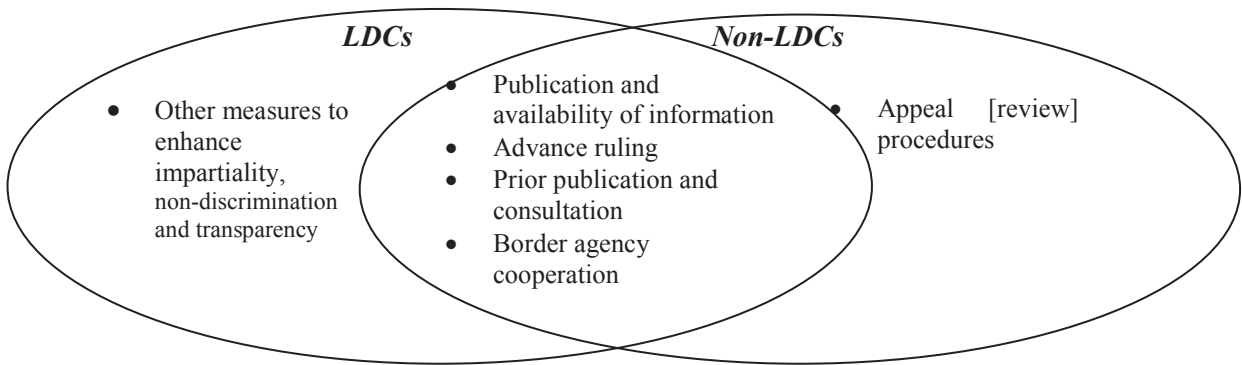 LDCs
Non-LDCs
• Other measures to
enhance
impartiality,
non-discrimination
and transparency
• Publication and
availability of information
• Advance ruling
• Prior publication and
consultation
• Border agency
cooperation
• Appeal [review]
procedures